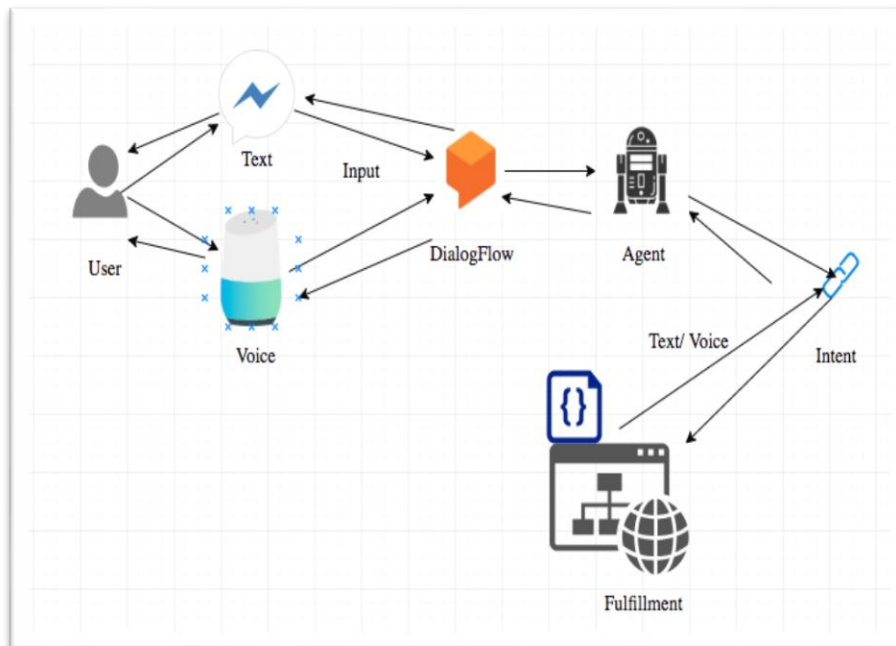 Text
Input
User
DialogFlow
Agent
Voice
Text/ Voice
Intent
{}
Fulfillment